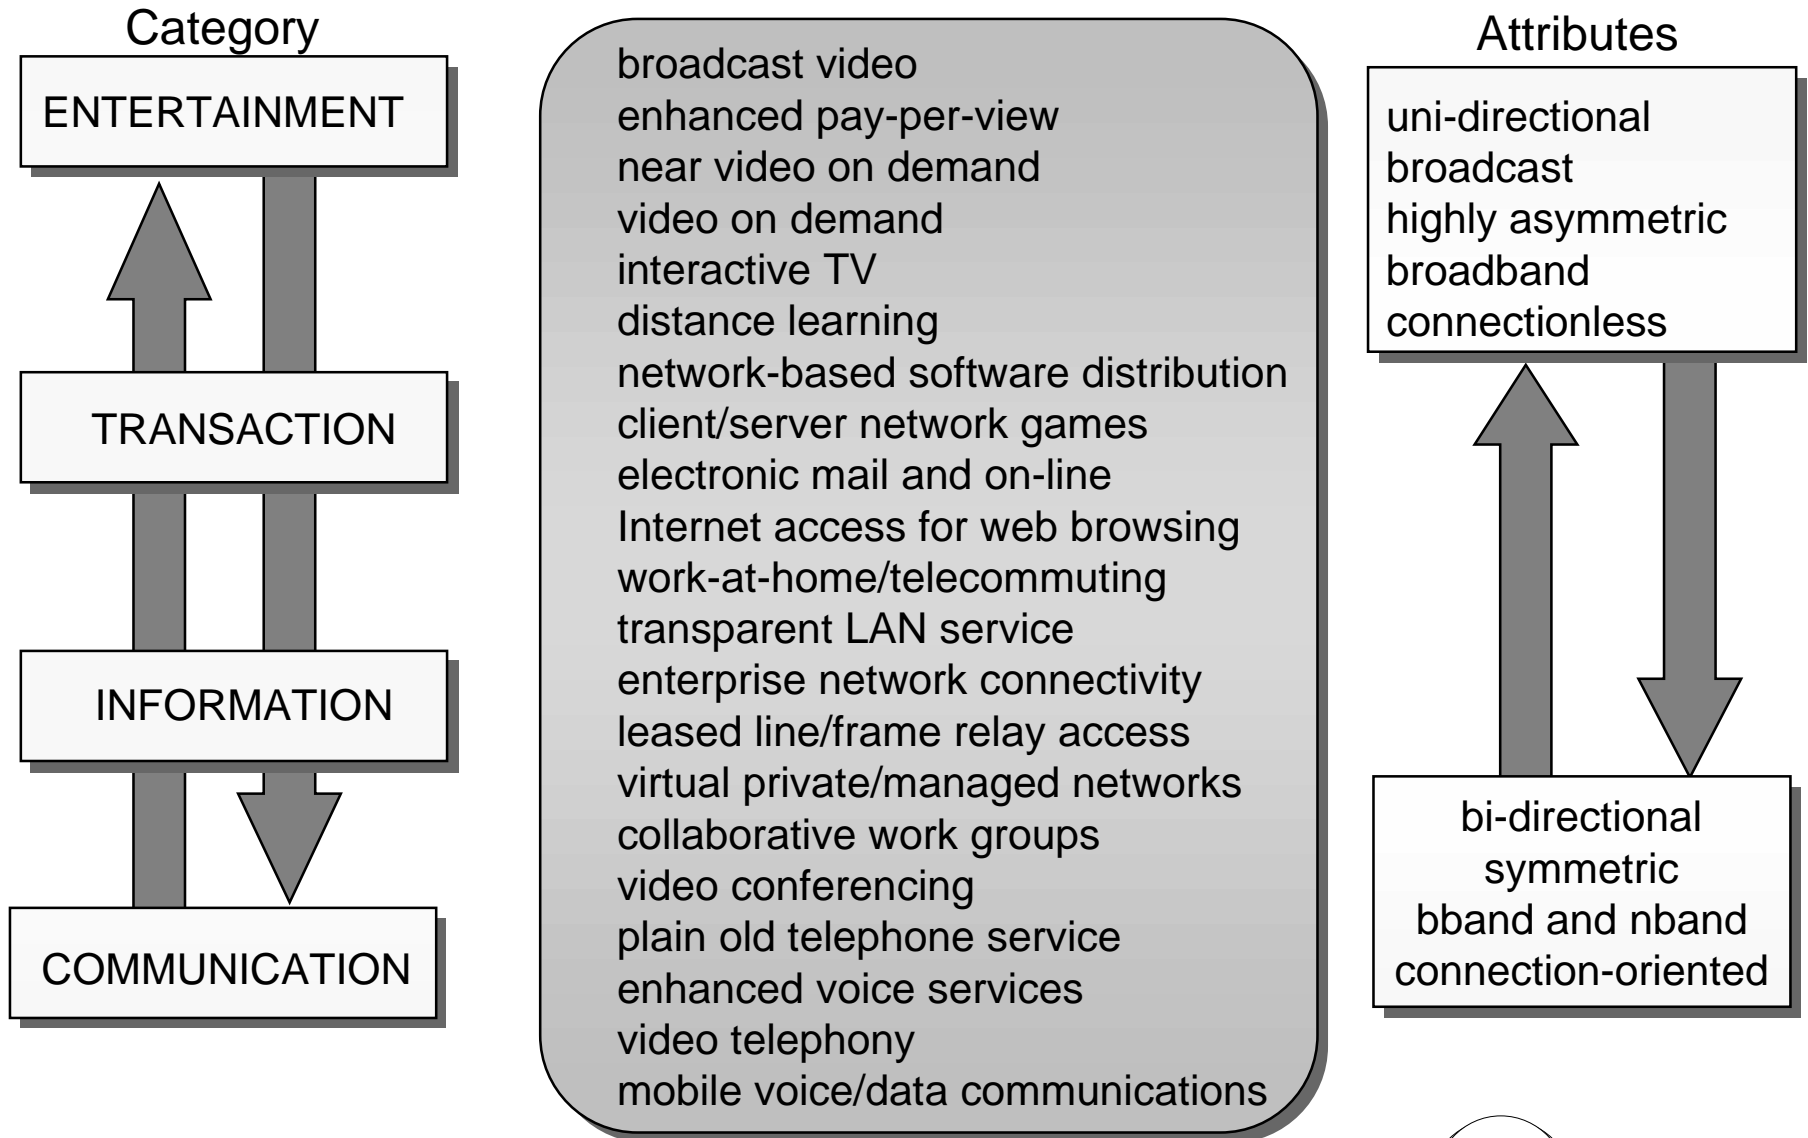 Category
ENTERTAINMENT
TRANSACTION
INFORMATION
COMMUNICATION
broadcast video
enhanced pay-per-view
near video on demand
video on demand
interactive TV
distance learning
network-based software distribution
client/server network games
electronic mail and on-line
Internet access for web browsing
work-at-home/telecommuting
transparent LAN service
enterprise network connectivity
leased line/frame relay access
virtual private/managed networks
collaborative work groups
video conferencing
plain old telephone service
enhanced voice services
video telephony
mobile voice/data communications
Attributes
uni-directional
broadcast
highly asymmetric
broadband
connectionless
bi-directional
symmetric
bband and nband
connection-oriented